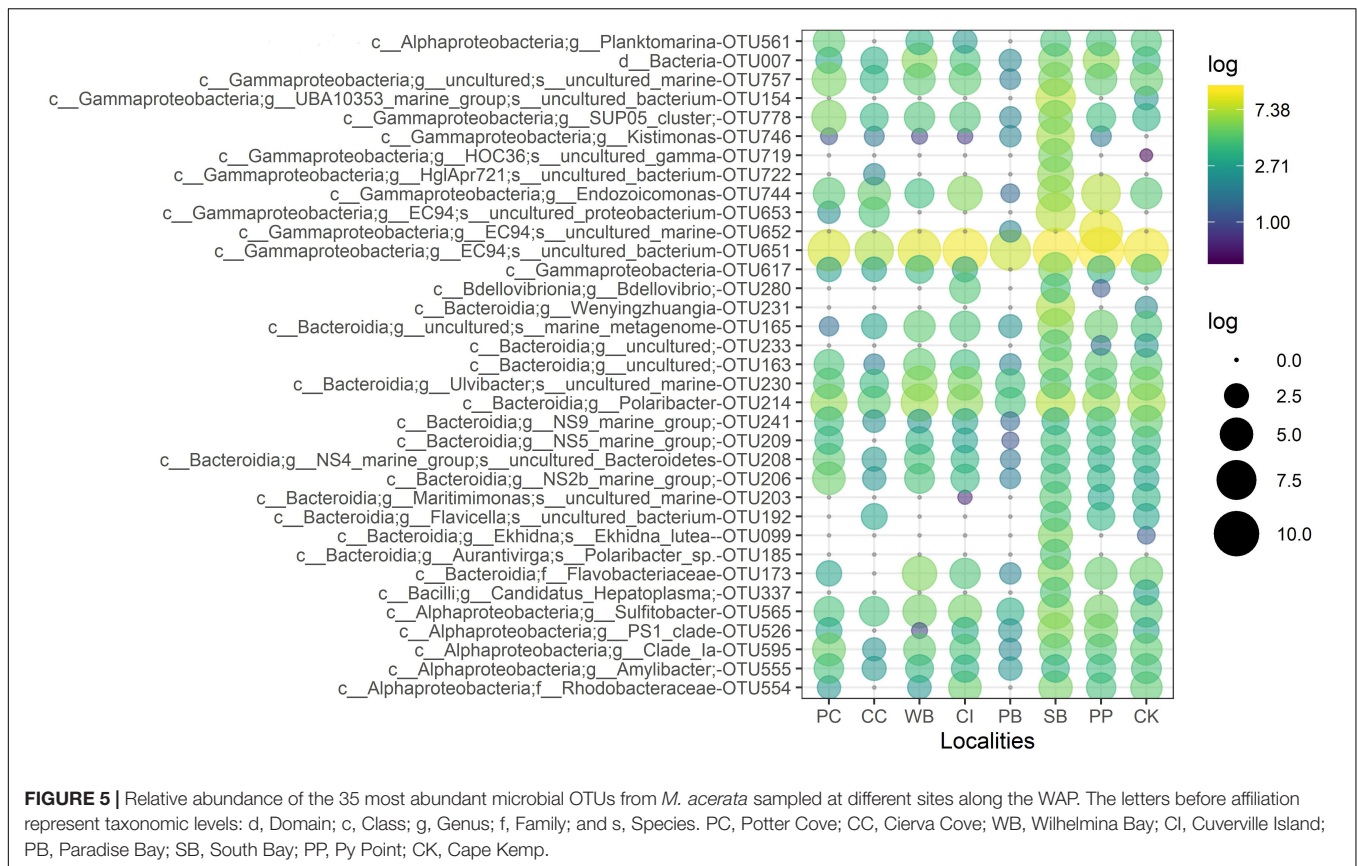 c__Alphaproteobacteria;g__Planktomarina-OTU561
d__Bacteria-OTU007
c__Gammaproteobacteria;g__uncultured;s__uncultured_marine-OTU757
c__Gammaproteobacteria;g__UBA10353_marine_group;s__uncultured_bacterium-OTU154
c__Gammaproteobacteria;g__SUP05_cluster;-OTU778
c__Gammaproteobacteria;g__Kistimonas-OTU746
c__Gammaproteobacteria;g__HOC36;s__uncultured_gamma-OTU719
c__Gammaproteobacteria;g__HglApr721;s__uncultured_bacterium-OTU722
c__Gammaproteobacteria;g__Endozoicomonas-OTU744
c__Gammaproteobacteria;g__EC94;s__uncultured_proteobacterium-OTU653
c__Gammaproteobacteria;g__EC94;s__uncultured_marine-OTU652
c__Gammaproteobacteria;g__EC94;s__uncultured_bacterium-OTU651
c__Gammaproteobacteria-OTU617
c__Bdellovibrionia;g__Bdellovibrio;-OTU280
c__Bacteroidia;g__Wenyingzhuangia-OTU231
c__Bacteroidia;g__uncultured;s__marine_metagenome-OTU165
c__Bacteroidia;g__uncultured;-OTU233
c__Bacteroidia;g__uncultured;-OTU163
c__Bacteroidia;g__Ulvibacter;s__uncultured_marine-OTU230
c__Bacteroidia;g__Polaribacter-OTU214
c__Bacteroidia;g__NS9_marine_group;-OTU241
c__Bacteroidia;g__NS5_marine_group;-OTU209
c__Bacteroidia;g__NS4_marine_group;s__uncultured_Bacteroidetes-OTU208
c__Bacteroidia;g__NS2b_marine_group;-OTU206
c__Bacteroidia;g__Maritimimonas;s__uncultured_marine-OTU203
c__Bacteroidia;g__Flavicella;s__uncultured_bacterium-OTU192
c__Bacteroidia;g__Ekhidna;s__Ekhidna_lutea--OTU099
c__Bacteroidia;g__Aurantivirga;s__Polaribacter_sp.-OTU185
c__Bacteroidia;f__Flavobacteriaceae-OTU173
c__Bacilli;g__Candidatus_Hepatoplasma;-OTU337
c__Alphaproteobacteria;g__Sulfitobacter-OTU565
c__Alphaproteobacteria;g__PS1_clade-OTU526
c__Alphaproteobacteria;g__Clade_Ia-OTU595
c__Alphaproteobacteria;g__Amylibacter;-OTU555
c__Alphaproteobacteria;f__Rhodobacteraceae-OTU554
PC CC WB CI PB SB PP CK
Localities
log
7.38
2.71
1.00
log
0.0
2.5
5.0
7.5
10.0
FIGURE 5 | Relative abundance of the 35 most abundant microbial OTUs from M. acerata sampled at different sites along the WAP. The letters before affiliation
represent taxonomic levels: d, Domain; c, Class; g, Genus; f, Family; and s, Species. PC, Potter Cove; CC, Cierva Cove; WB, Wilhelmina Bay; CI, Cuverville Island;
PB, Paradise Bay; SB, South Bay; PP, Py Point; CK, Cape Kemp.